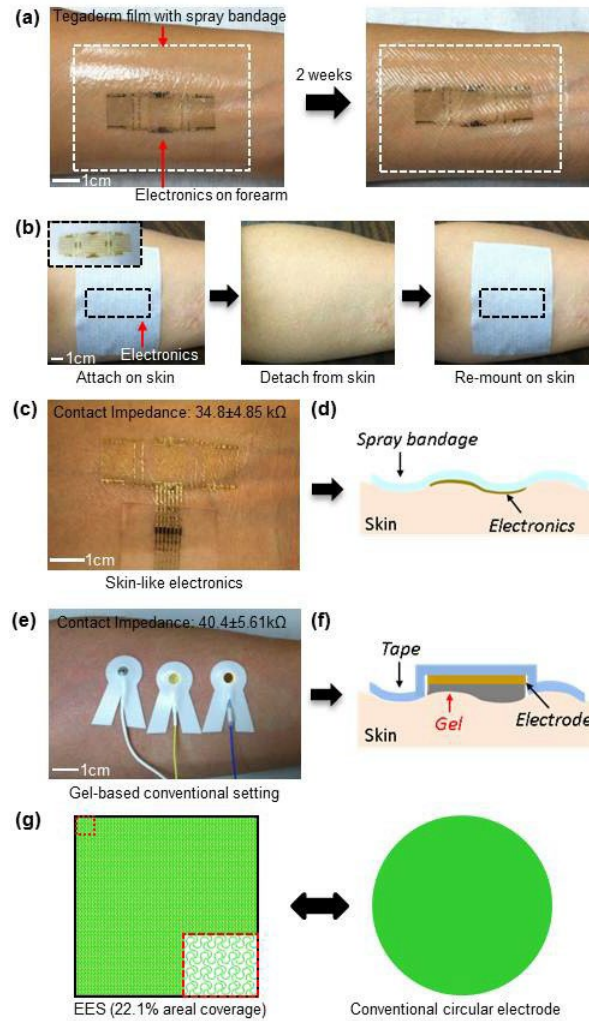 (a)
Tegaderm film with spray bandage
2 weeks
1cm
Electronics on forearm
(b)
1cm
Electronics
Attach on skin
Detach from skin
Re-mount on skin
(c)
Contact Impedance: 34.8±4.85 kΩ
1cm
Skin-like electronics
(d)
Spray bandage
Electronics
Skin
(e)
Contact Impedance: 40.4±5.61kΩ
1cm
Gel-based conventional setting
(f)
Tape
Electrode
Gel
Skin
(g)
EES (22.1% areal coverage)
Conventional circular electrode